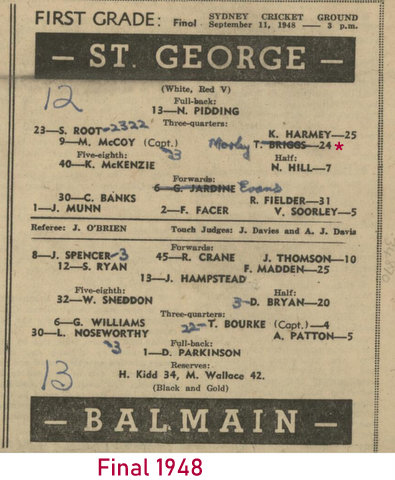 FIRST GRADE: Final SYDNEY CRICKET GROUND
September 11, 1948 — 3 p.m.
— ST. GEORGE —
(White, Red V)
12
Full-back:
13—N. PIDDING
Three-quarters:
23—S. ROOT-2322 K. HARMEY—25
9—M. McCOY (Capt.) 33 Morley T. BRIGGS—24 *
Five-eighth: Half:
40—K. McKENZIE N. HILL—7
Forwards:
6—G. JARDINE Evans
30—C. BANKS R. FIELDER—31
1—J. MUNN 2—F. FACER V. SOORLEY—5
Referee: J. O'BRIEN Touch Judges: J. Davies and A. J. Davis
Forwards:
8—J. SPENCER-3 45—R. CRANE J. THOMSON—10
12—S. RYAN F. MADDEN—25
13—J. HAMPSTEAD
Five-eighth: Half:
32—W. SNEDDON 3-D. BRYAN—20
Three-quarters:
6—G. WILLIAMS 22-T. BOURKE (Capt.)—4
30—L. NOSEWORTHY A. PATTON—5
3 Full-back:
1—D. PARKINSON
13
Reserves:
H. Kidd 34, M. Wallace 42.
(Black and Gold)
— BALMAIN —
Final 1948